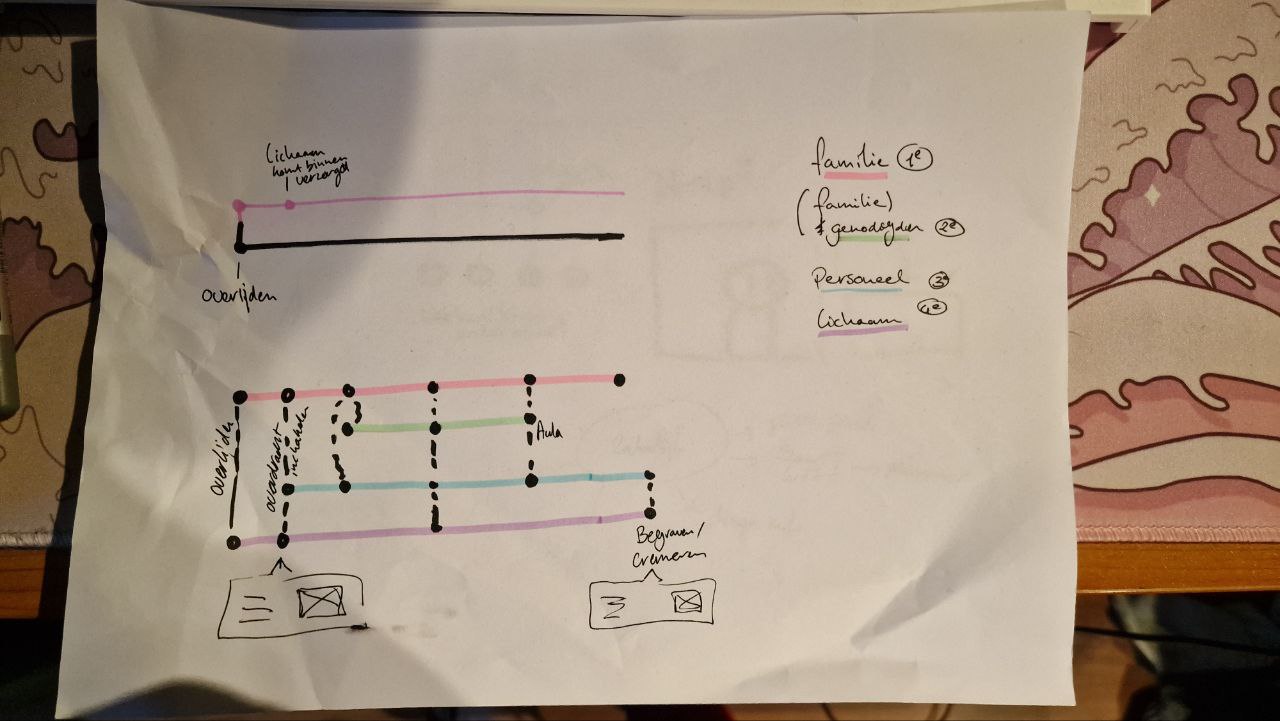 Lichaam
komt binnen
/ verzorgd
overlijden
familie 1e
(familie)
& genodigden 2e
Personeel 3e
Lichaam 4e
overlijden
overdracht
inchecken
Aula
Begraven/
Cremeren